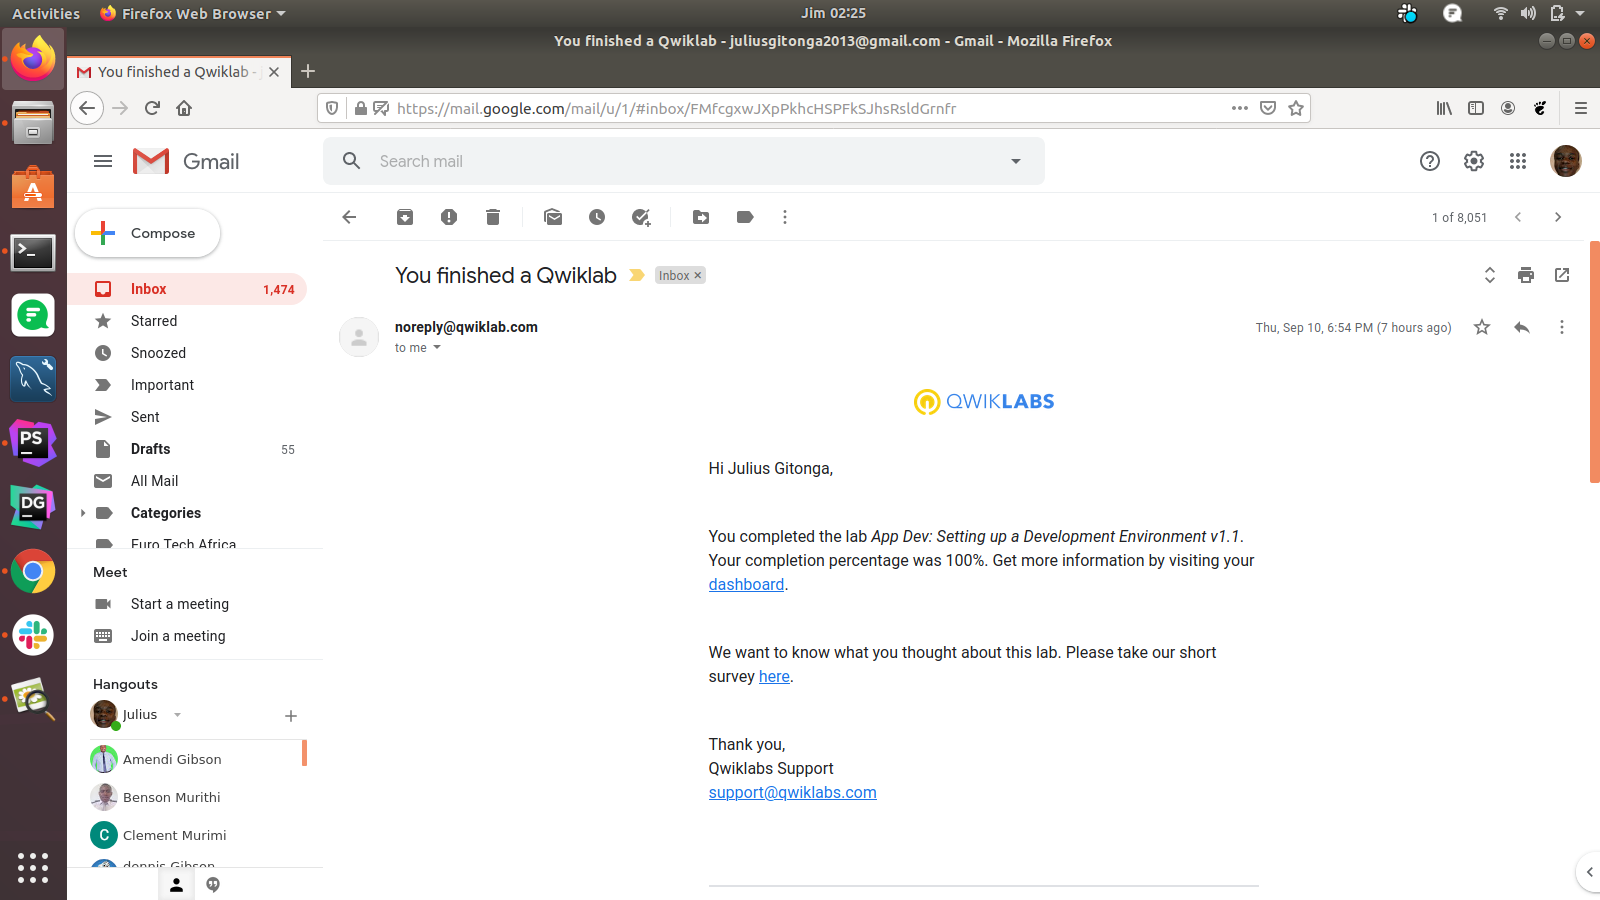 Activities
Firefox Web Browser
Jim 02:25
You finished a Qwiklab - juliusgitonga2013@gmail.com - Gmail - Mozilla Firefox
You finished a Qwiklab -
https://mail.google.com/mail/u/1/#inbox/FMfcgxwJXpPkhcHSPFkSJhsRsldGrnfr
Gmail
Search mail
Compose
1 of 8,051
Inbox 1,474
Starred
Snoozed
Important
Sent
Drafts 55
All Mail
Categories
Euro Tech Africa
Meet
Start a meeting
Join a meeting
Hangouts
Julius
Amendi Gibson
Benson Murithi
C Clement Murimi
dennis Gibson
You finished a Qwiklab
Inbox ×
noreply@qwiklab.com
to me
Thu, Sep 10, 6:54 PM (7 hours ago)
QWIKLABS
Hi Julius Gitonga,
You completed the lab App Dev: Setting up a Development Environment v1.1.
Your completion percentage was 100%. Get more information by visiting your
dashboard.
We want to know what you thought about this lab. Please take our short
survey here.
Thank you,
Qwiklabs Support
support@qwiklabs.com
PS
DG